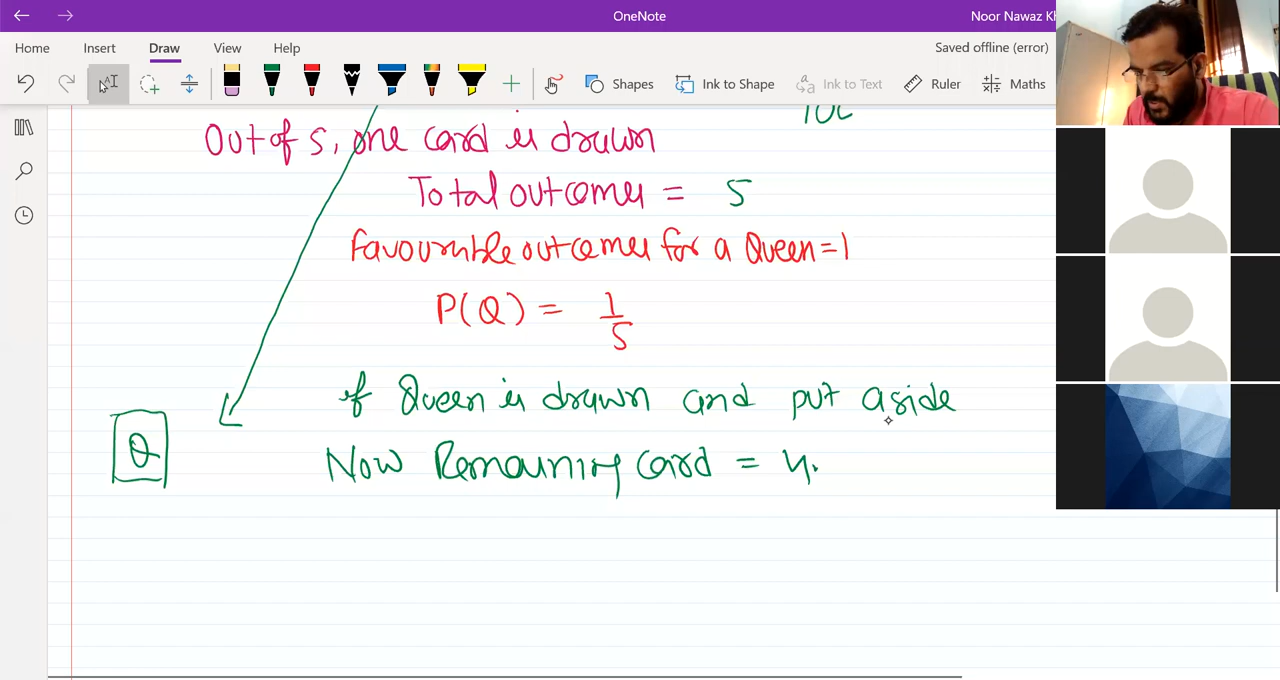 OneNote
Noor Nawaz Kh
Home Insert Draw View Help
Saved offline (error)
Shapes Ink to Shape Ink to Text Ruler Maths
Out of 5, one card is drawn
Total outcomes = 5
Favourable outcomes for a Queen = 1
P(Q) = 1/5
if Queen is drawn and put aside
Q
Now Remaining card = 4.